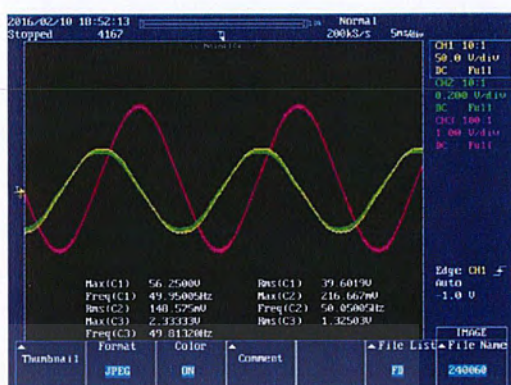 2016/02/10 18:52:13 Normal
Stopped 4167 200kS/s 5ms/div
CH1 10:1
50.0 V/div
DC Full
CH2 10:1
0.200 V/div
DC Full
CH3 100:1
1.00 V/div
DC Full
Max(C1) 56.2500V Rms(C1) 39.6019V
Freq(C1) 49.95005Hz Max(C2) 216.667mV
Rms(C2) 148.575mV Freq(C2) 50.05005Hz
Max(C3) 2.33333V Rms(C3) 1.32503V
Freq(C3) 49.81320Hz
Edge CH1
Auto
-1.0 V
IMAGE
Thumbnail Format Color Comment File List File Name
JPEG ON FD 240060